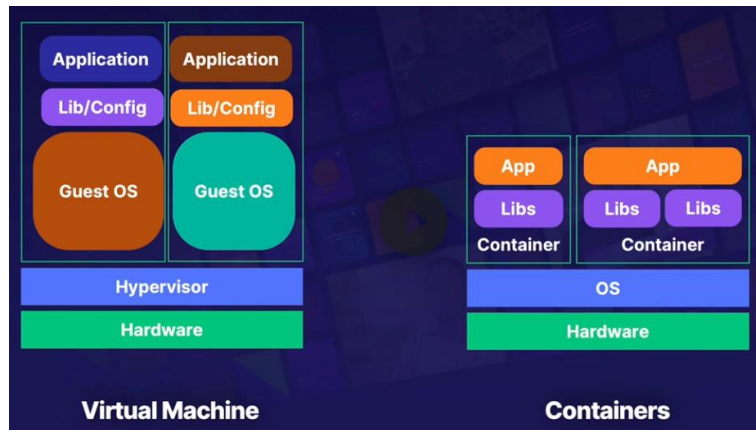 Application
Application
Lib/Config
Lib/Config
Guest OS
Guest OS
Hypervisor
Hardware
Virtual Machine
App
App
Libs
Libs
Libs
Container
Container
OS
Hardware
Containers